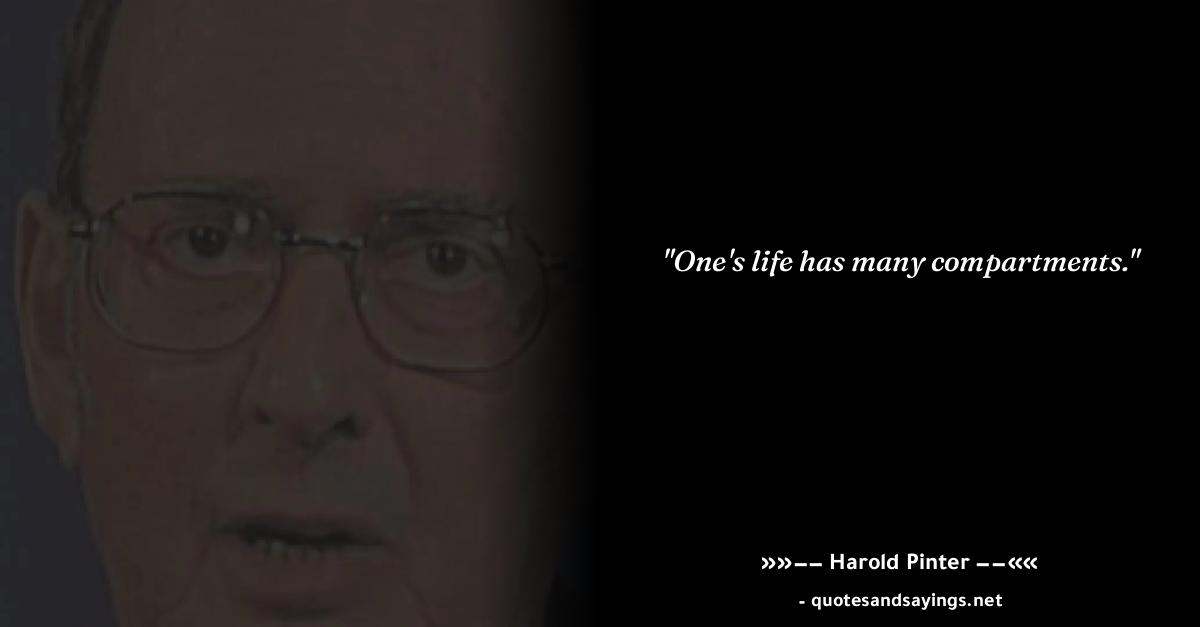 "One's life has many compartments."
»»−− Harold Pinter −−««
- quotesandsayings.net